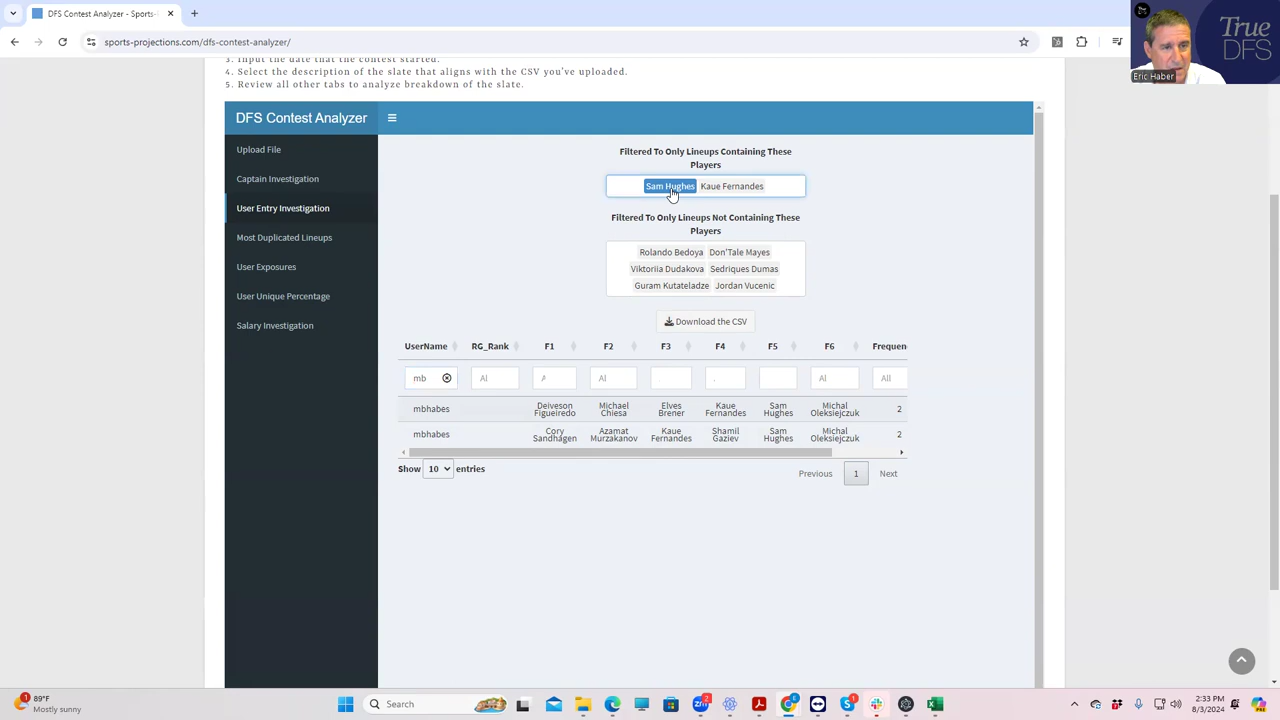 DFS Contest Analyzer - Sports-
sports-projections.com/dfs-contest-analyzer/
True
DFS
Eric Haber
3. Input the date that the contest started.
4. Select the description of the slate that aligns with the CSV you've uploaded.
5. Review all other tabs to analyze breakdown of the slate.
DFS Contest Analyzer
Upload File
Captain Investigation
User Entry Investigation
Most Duplicated Lineups
User Exposures
User Unique Percentage
Salary Investigation
Filtered To Only Lineups Containing These
Players
Sam Hughes Kaue Fernandes
Filtered To Only Lineups Not Containing These
Players
Rolando Bedoya Don'Tale Mayes
Viktoriia Dudakova Sedriques Dumas
Guram Kutateladze Jordan Vucenic
Download the CSV
UserName RG_Rank F1 F2 F3 F4 F5 F6 Frequen
mb Al A Al . . Al All
mbhabes Deiveson Figueiredo Michael Chiesa Elves Brener Kaue Fernandes Sam Hughes Michal Oleksiejczuk 2
mbhabes Cory Sandhagen Azamat Murzakanov Kaue Fernandes Shamil Gaziev Sam Hughes Michal Oleksiejczuk 2
Show 10 entries
Previous 1 Next
89°F
Mostly sunny
Search
2:33 PM
8/3/2024